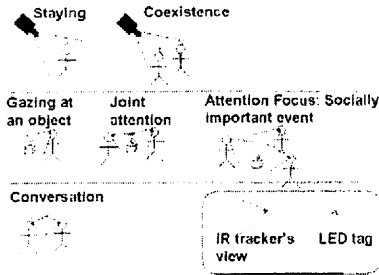 Staying Coexistence
Gazing at Joint Attention Focus: Socially
an object attention important event
Conversation
IR tracker's LED tag
view